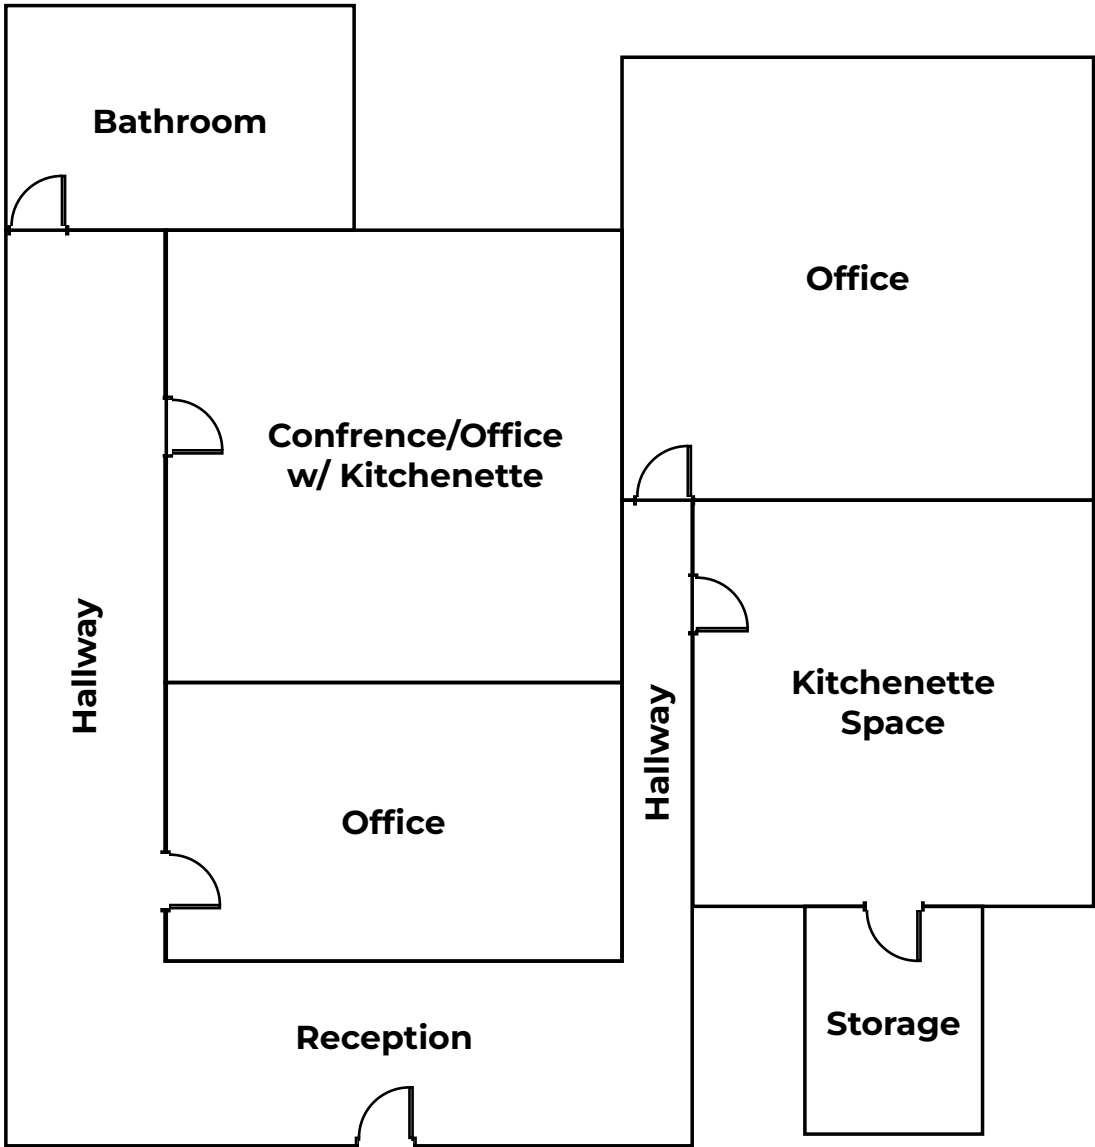 Bathroom
Office
Confrence/Office
w/ Kitchenette
Hallway
Kitchenette
Space
Hallway
Office
Storage
Reception